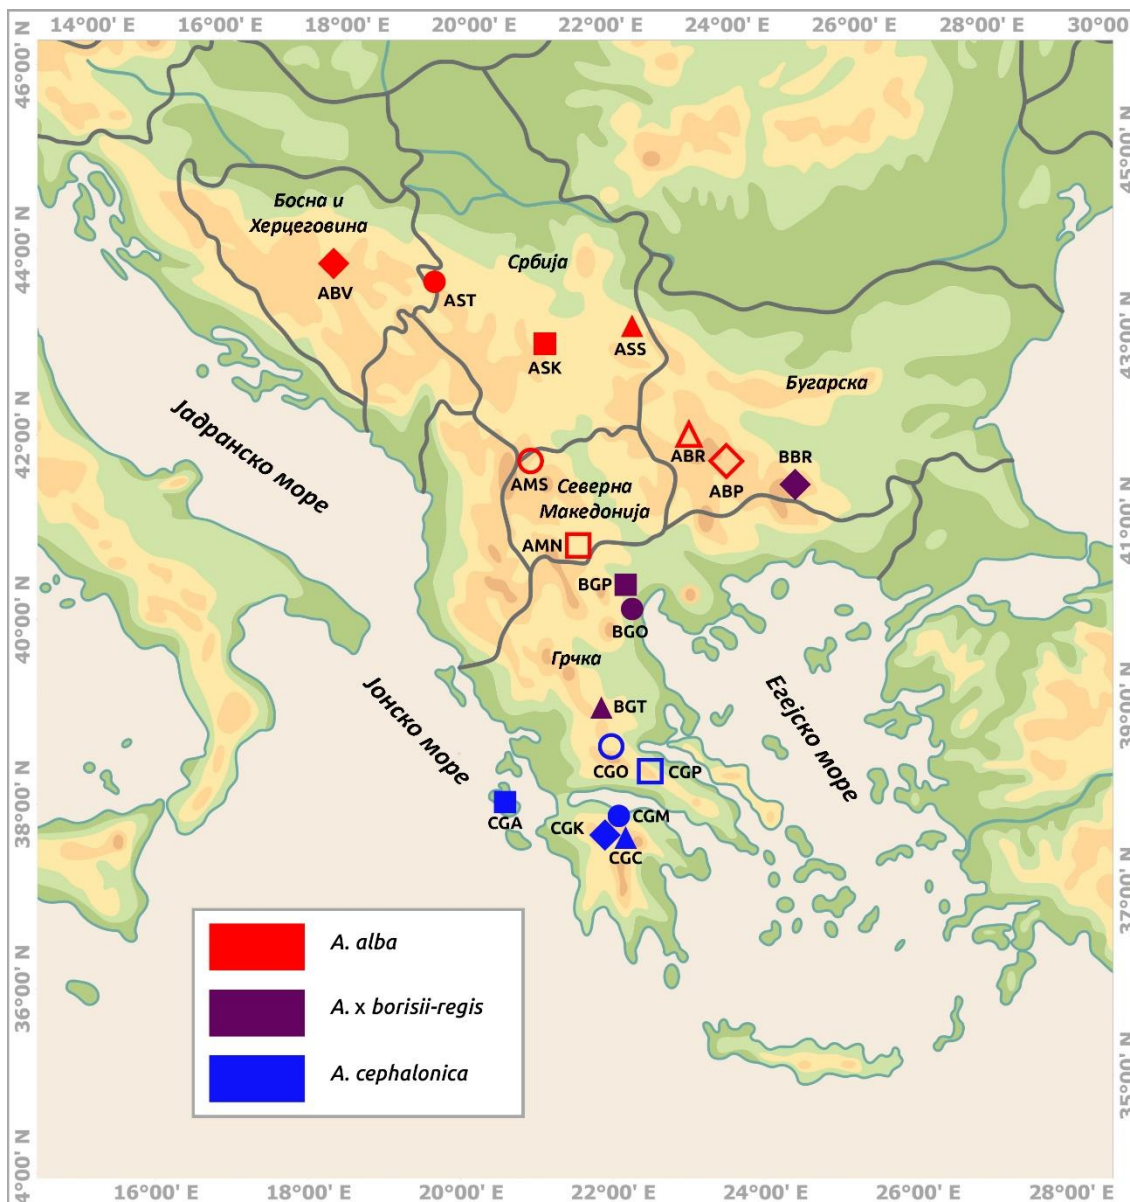 14°00' E 16°00' E 18°00' E 20°00' E 22°00' E 24°00' E 26°00' E 28°00' E 30°00'
46°00' N
45°00' N
44°00' N
43°00' N
42°00' N
41°00' N
40°00' N
39°00' N
38°00' N
37°00' N
36°00' N
35°00' N
4°00' N
Босна и
Херцеговина
ABV
AST
Србија
ASK
ASS
Бугарска
Јадранско море
ABR
ABP
BBR
AMS
Северна
Македонија
AMN
BGP
BGO
Грчка
BGT
Јонско море
Егејско море
CGO
CGP
CGA
CGM
CGK
CGC
A. alba
A. x borisii-regis
A. cephalonica
16°00' E 18°00' E 20°00' E 22°00' E 24°00' E 26°00' E 28°00' E